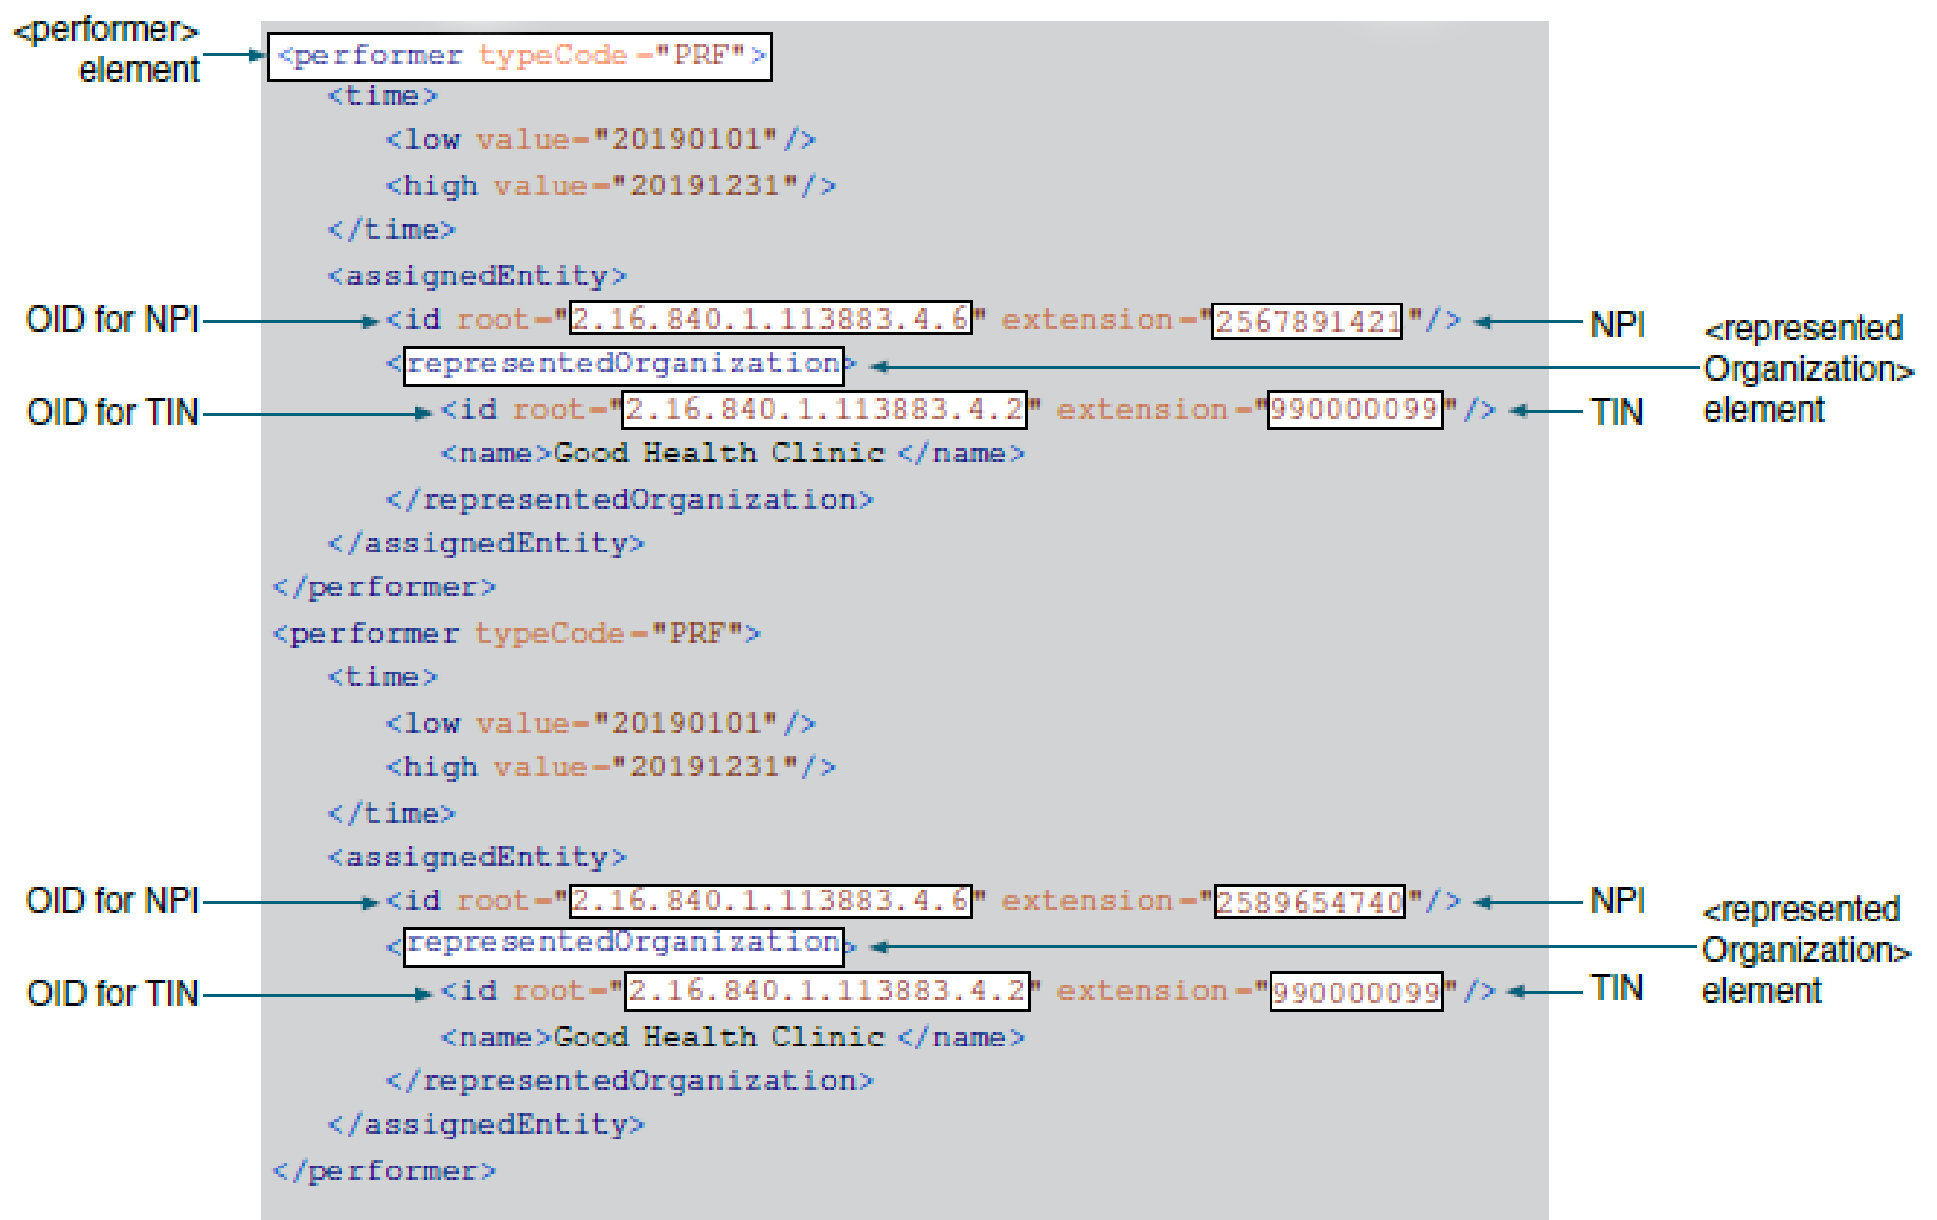 <performer>
element
<performer typeCode="PRF">
<time>
<low value="20190101"/>
<high value="20191231"/>
</time>
<assignedEntity>
OID for NPI
<id root="2.16.840.1.113883.4.6" extension="2567891421"/>
NPI
<representedOrganization>
<represented
Organization>
element
OID for TIN
<id root="2.16.840.1.113883.4.2" extension="990000099"/>
TIN
<name>Good Health Clinic </name>
</representedOrganization>
</assignedEntity>
</performer>
<performer typeCode="PRF">
<time>
<low value="20190101"/>
<high value="20191231"/>
</time>
<assignedEntity>
OID for NPI
<id root="2.16.840.1.113883.4.6" extension="2589654740"/>
NPI
<representedOrganization>
<represented
Organization>
element
OID for TIN
<id root="2.16.840.1.113883.4.2" extension="990000099"/>
TIN
<name>Good Health Clinic </name>
</representedOrganization>
</assignedEntity>
</performer>